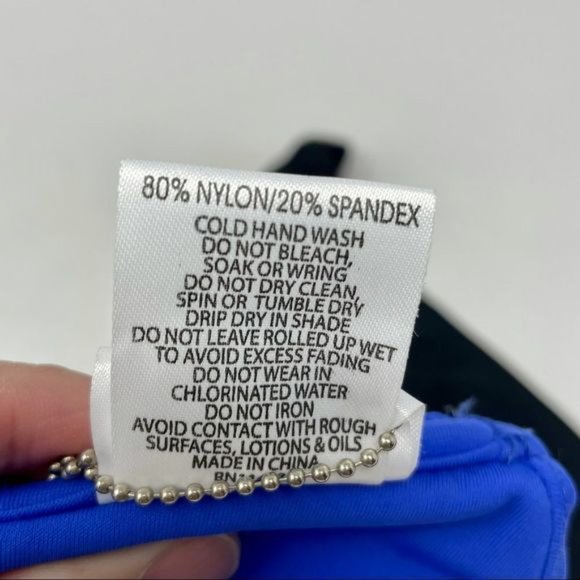 80% NYLON/20% SPANDEX
COLD HAND WASH
DO NOT BLEACH,
SOAK OR WRING
DO NOT DRY CLEAN,
SPIN OR TUMBLE DRY
DRIP DRY IN SHADE
DO NOT LEAVE ROLLED UP WET
TO AVOID EXCESS FADING
DO NOT WEAR IN
CHLORINATED WATER
DO NOT IRON
AVOID CONTACT WITH ROUGH
SURFACES, LOTIONS & OILS
MADE IN CHINA